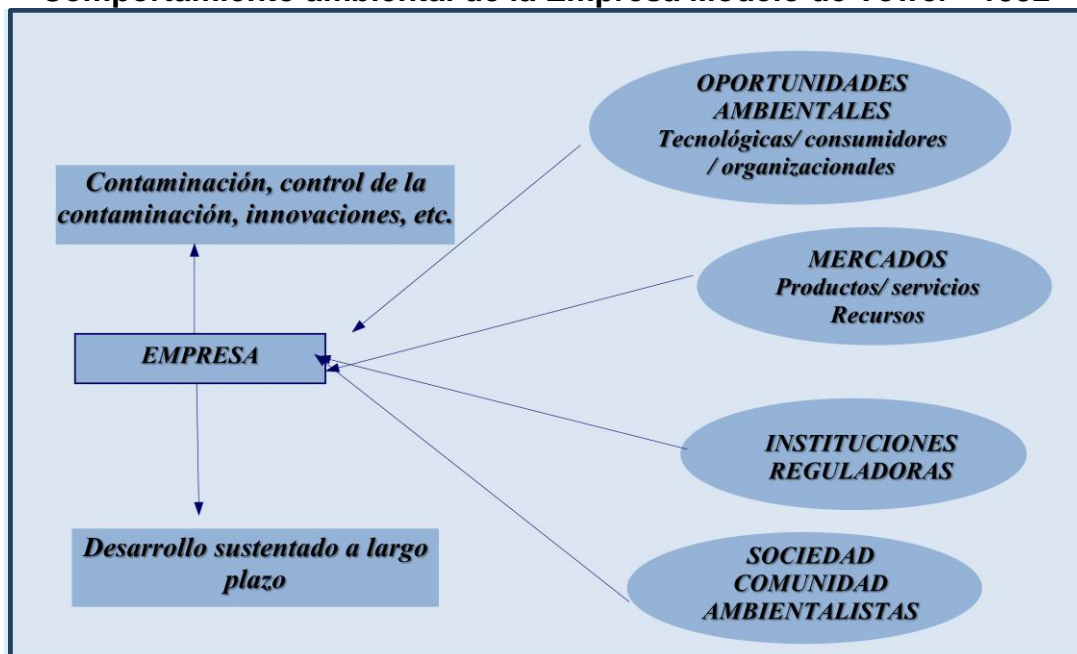 OPORTUNIDADES
AMBIENTALES
Tecnológicas/ consumidores
/ organizacionales
Contaminación, control de la
contaminación, innovaciones, etc.
MERCADOS
Productos/ servicios
Recursos
EMPRESA
INSTITUCIONES
REGULADORAS
Desarrollo sustentado a largo
plazo
SOCIEDAD
COMUNIDAD
AMBIENTALISTAS